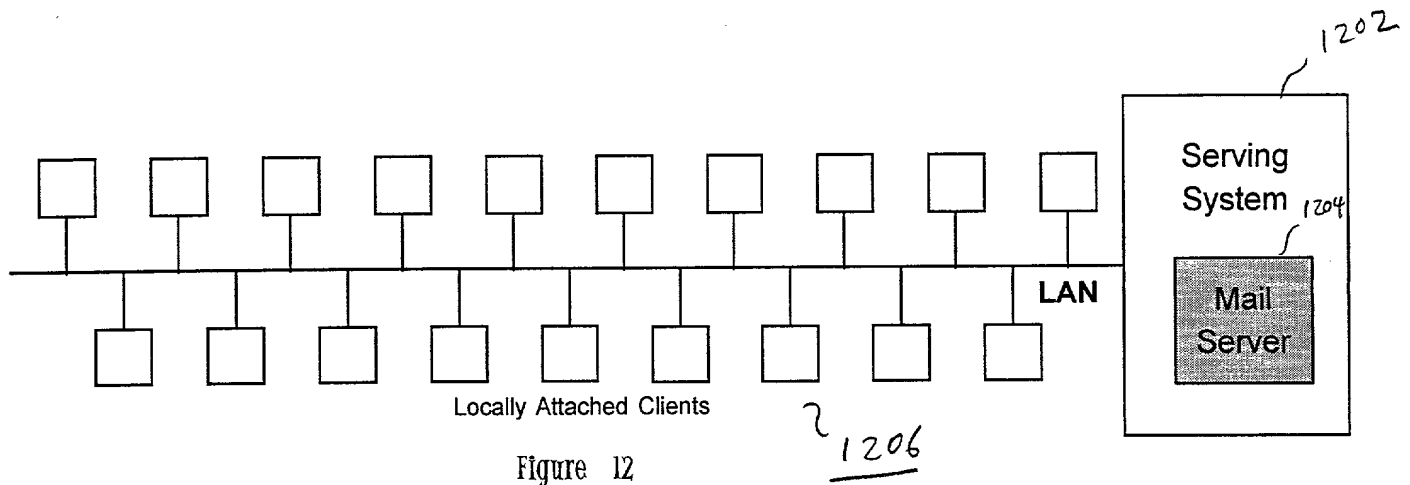 1202
Serving
System
1204
LAN
Mail
Server
Locally Attached Clients
1206
Figure 12